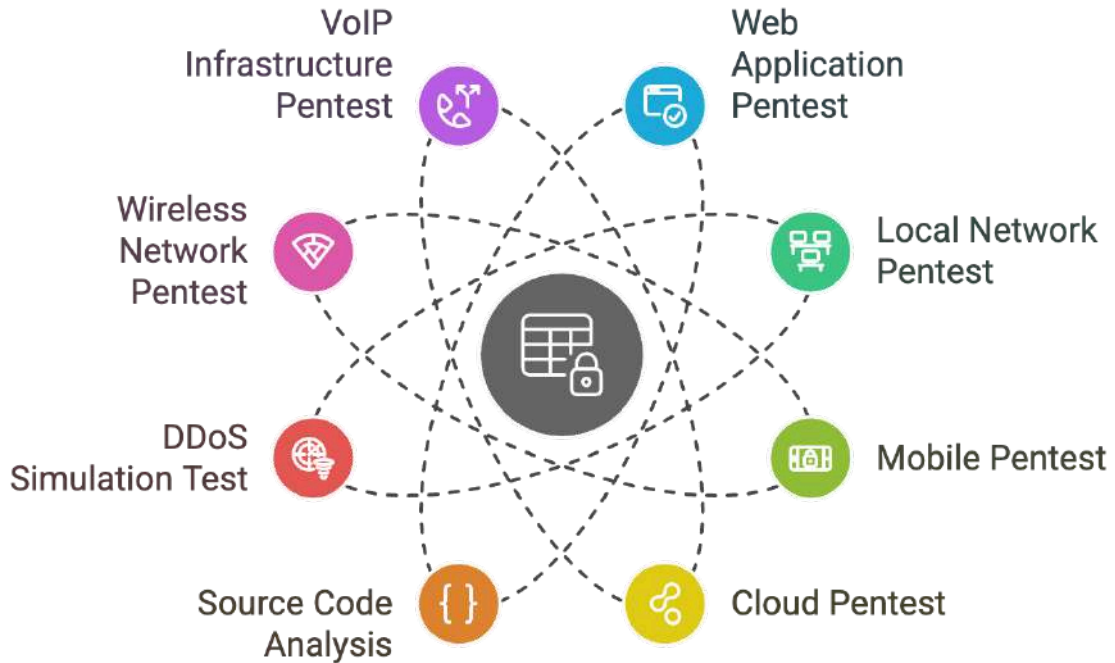 VoIP
Infrastructure
Pentest
Web
Application
Pentest
Wireless
Network
Pentest
Local Network
Pentest
DDoS
Simulation Test
Mobile Pentest
Source Code
Analysis
Cloud Pentest